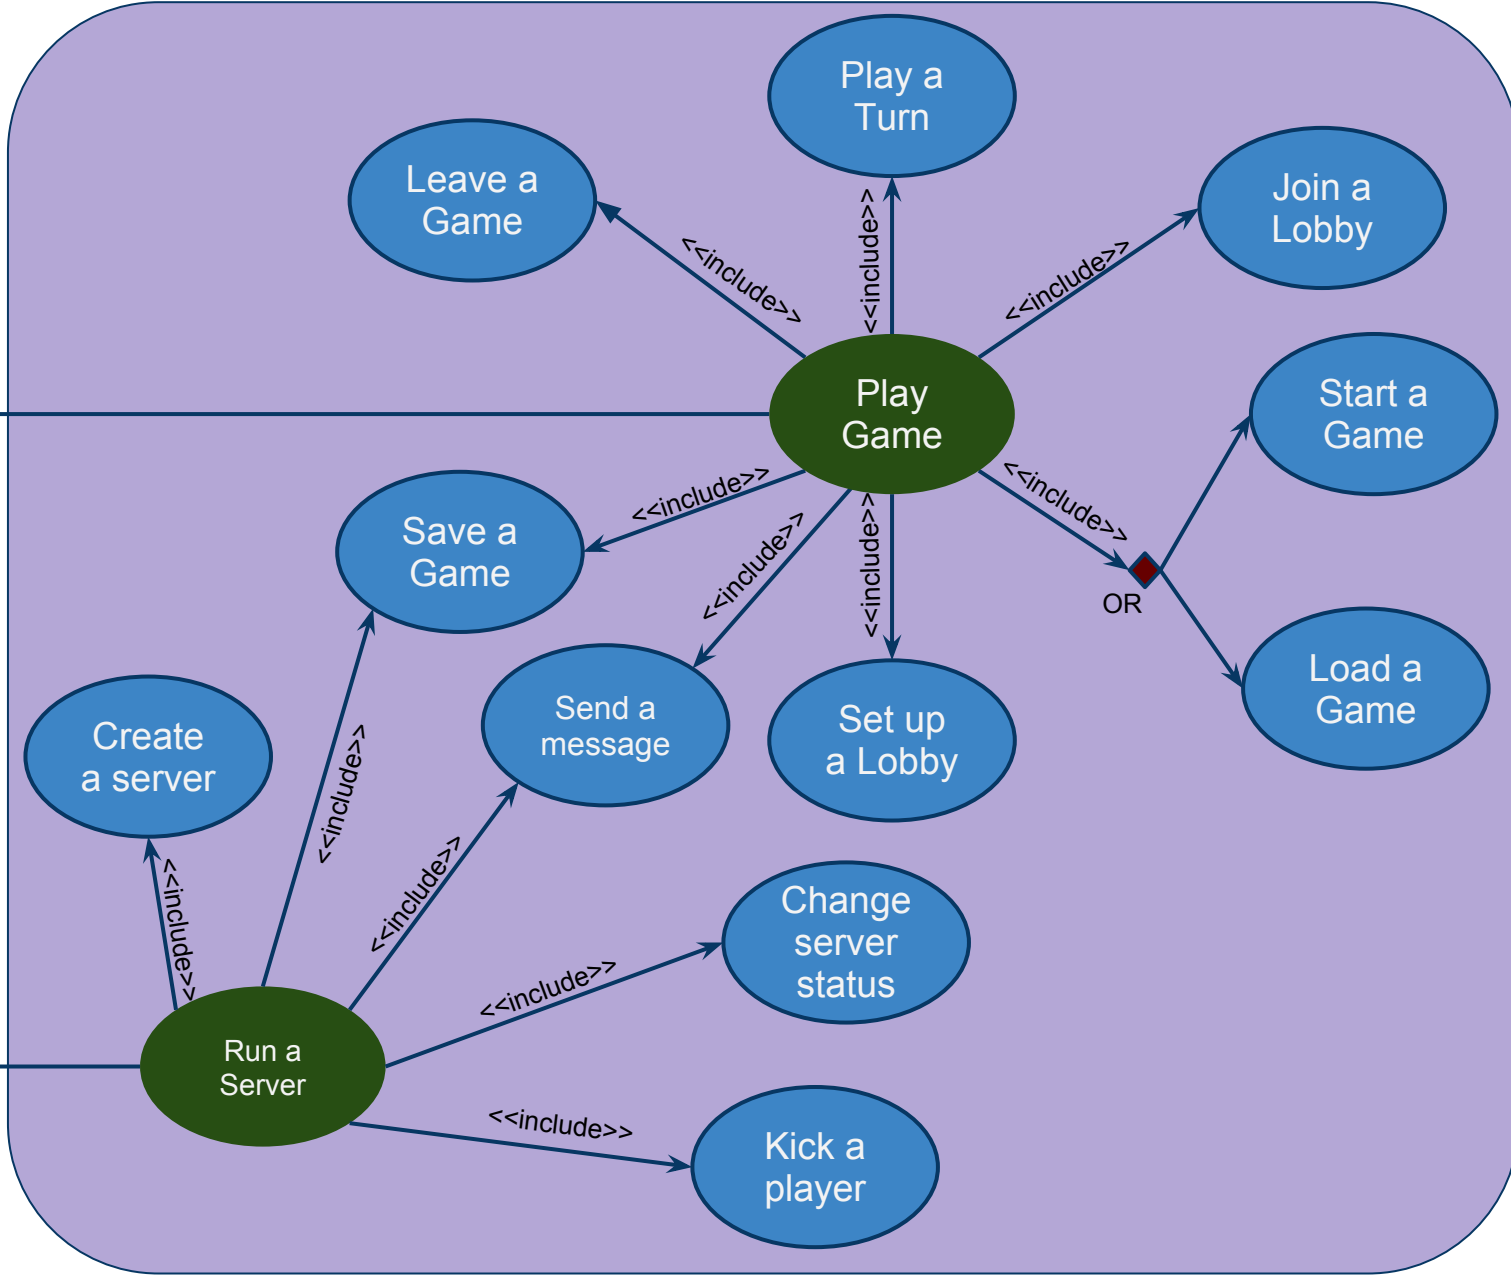 Play a
Turn
Leave a
Game
Join a
Lobby
<<include>>
<<include>>
<<include>>
Play
Game
Start a
Game
<<include>>
<<include>>
<<include>>
<<include>>
OR
Save a
Game
Send a
message
Set up
a Lobby
Load a
Game
Create
a server
<<include>>
<<include>>
<<include>>
Change
server
status
<<include>>
Run a
Server
<<include>>
Kick a
player